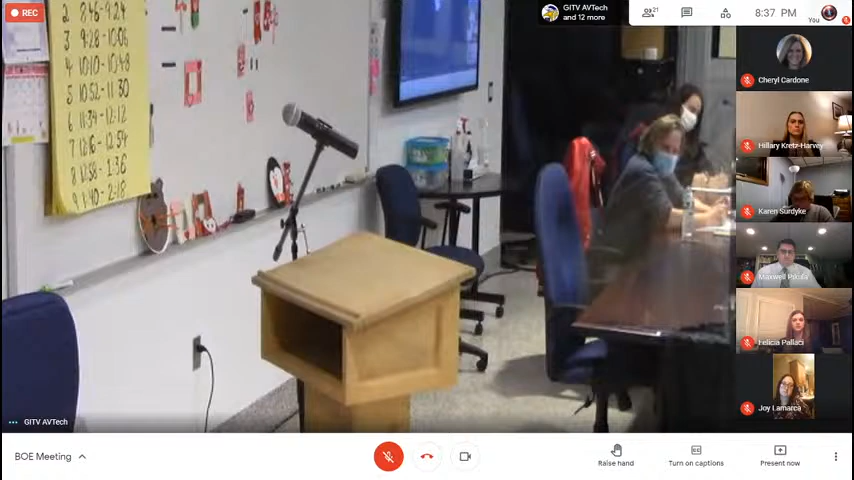 REC
GITV AVTech
and 12 more
21
8:37 PM
You
2 8:46-9:24
3 9:28-10:06
4 10:10-10:48
5 10:52-11:30
6 11:34-12:12
7 12:16-12:54
8 12:58-1:36
9 1:40-2:18
Cheryl Cardone
Hillary Kretz-Harvey
Karen Surdyke
Maxwell Pikula
Felicia Pallaci
Joy Lamarca
GITV AVTech
BOE Meeting
Raise hand
Turn on captions
Present now